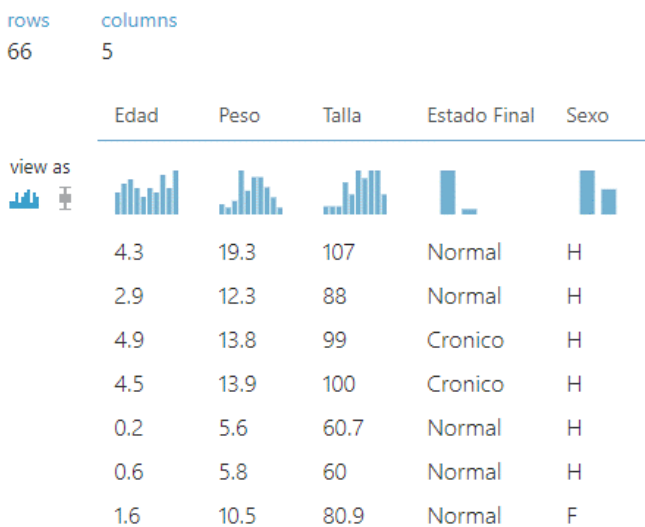 rows columns
66 5
Edad Peso Talla Estado Final Sexo
view as
4.3 19.3 107 Normal H
2.9 12.3 88 Normal H
4.9 13.8 99 Cronico H
4.5 13.9 100 Cronico H
0.2 5.6 60.7 Normal H
0.6 5.8 60 Normal H
1.6 10.5 80.9 Normal F